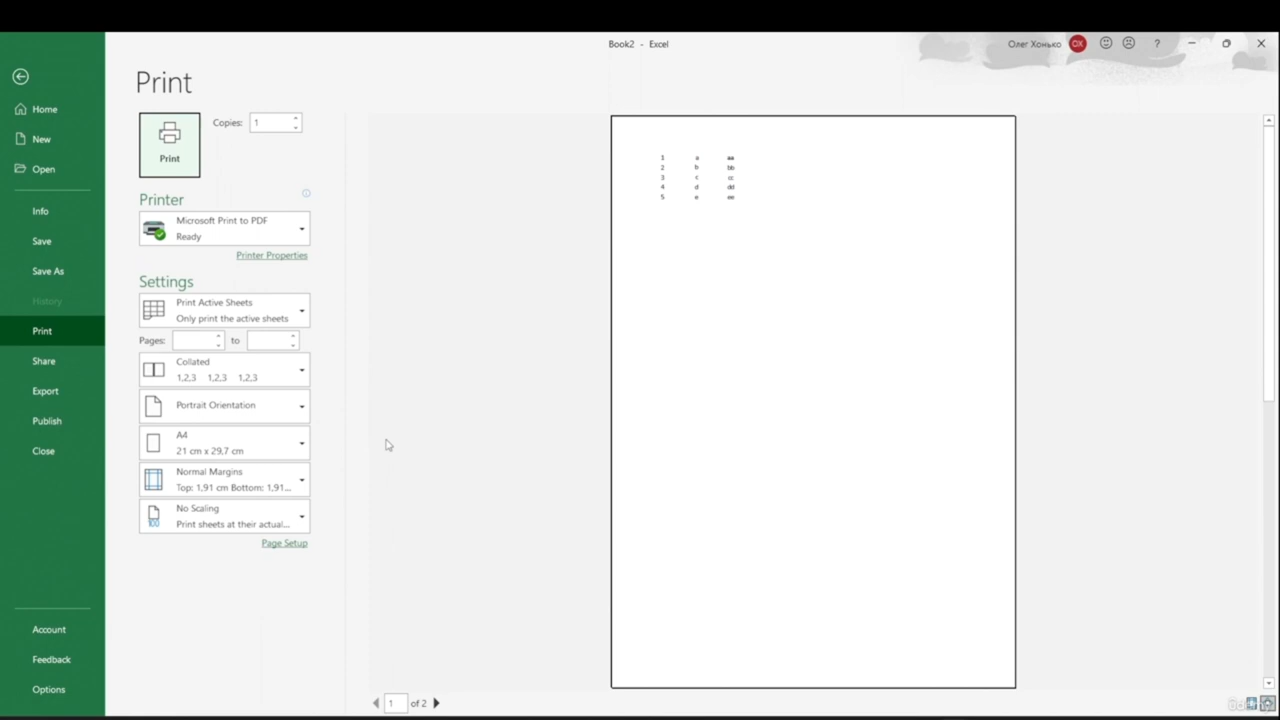 Book2 - Excel
Олег Хонько
OX
?
Home
New
Open
Info
Save
Save As
History
Print
Share
Export
Publish
Close
Account
Feedback
Options
Print
Print
Copies: 1
Printer
Microsoft Print to PDF
Ready
Printer Properties
Settings
Print Active Sheets
Only print the active sheets
Pages: to
Collated
1,2,3 1,2,3 1,2,3
Portrait Orientation
A4
21 cm x 29,7 cm
Normal Margins
Top: 1,91 cm Bottom: 1,91...
No Scaling
100
Print sheets at their actual...
Page Setup
1 a aa
2 b bb
3 c cc
4 d dd
5 e ee
1 of 2